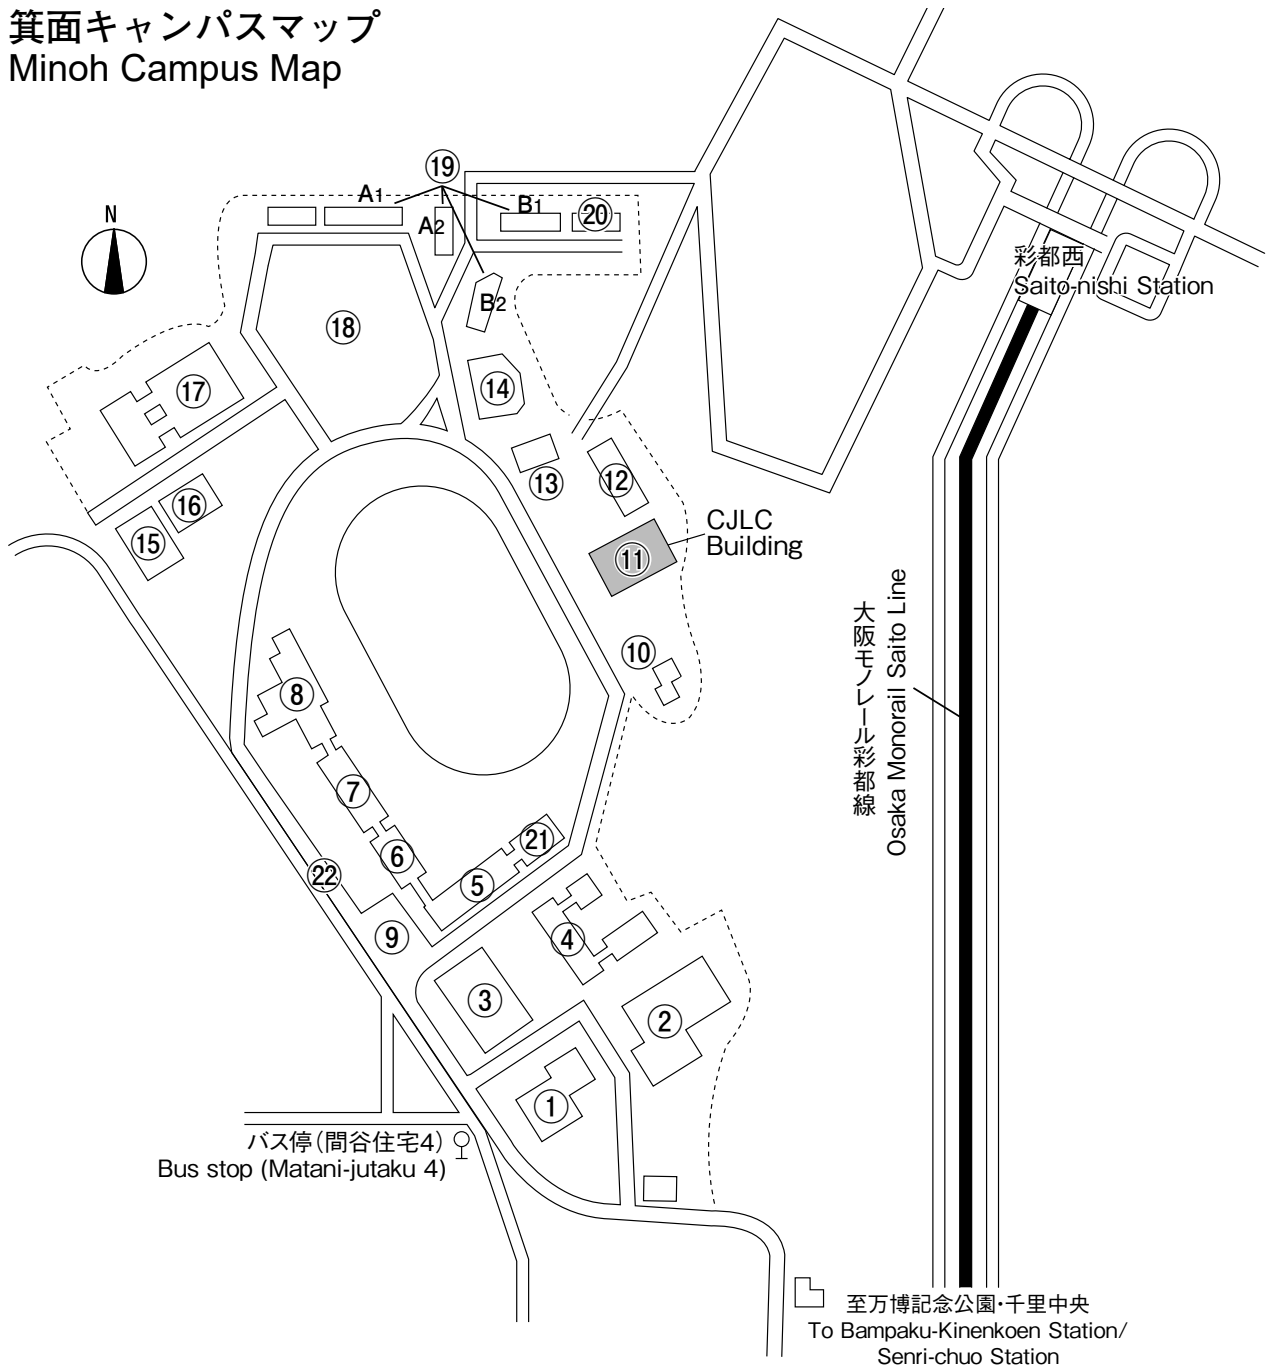 箕面キャンパスマップ
Minoh Campus Map
N
⑲
A1
A2
B1
⑳
B2
彩都西
Saito-nishi Station
⑱
⑰
⑭
⑬
⑫
⑯
⑮
CJLC
Building
⑪
⑩
大阪モノレール彩都線
Osaka Monorail Saito Line
⑧
⑦
⑥
㉑
㉒
⑤
⑨
④
③
②
①
バス停(間谷住宅4)
Bus stop (Matani-jutaku 4)
至万博記念公園・千里中央
To Bampaku-Kinenkoen Station/
Senri-chuo Station